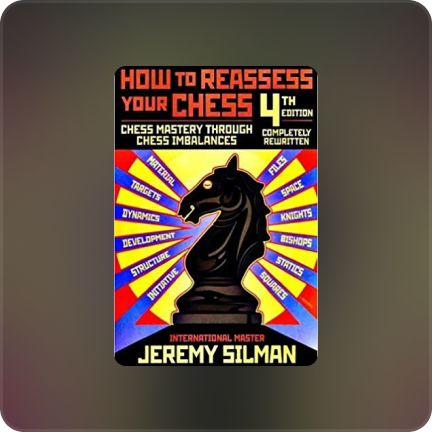 HOW TO REASSESS
YOUR CHESS 4TH EDITION
CHESS MASTERY THROUGH
CHESS IMBALANCES
COMPLETELY
REWRITTEN
MATERIAL
TARGETS
DYNAMICS
DEVELOPMENT
STRUCTURE
INITIATIVE
FILES
SPACE
KNIGHTS
BISHOPS
STATICS
SQUARES
INTERNATIONAL MASTER
JEREMY SILMAN